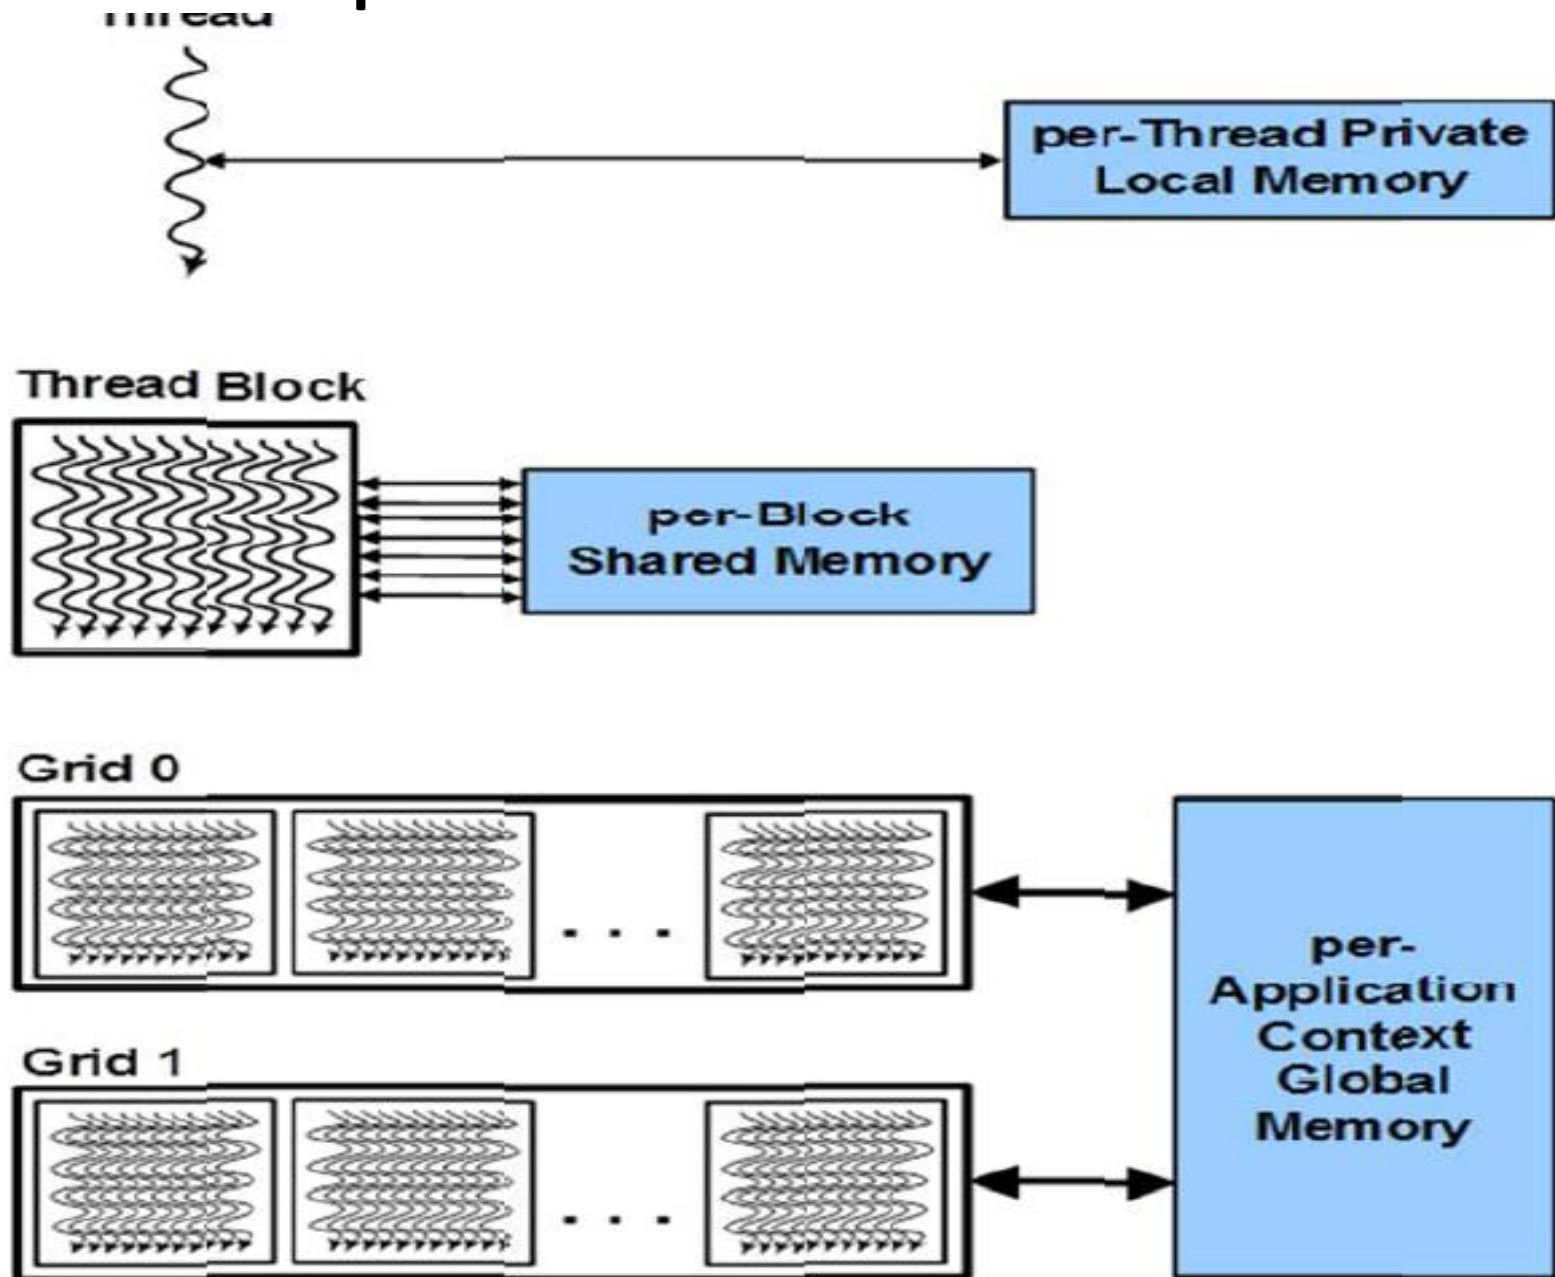 Thread
per-Thread Private
Local Memory
Thread Block
per-Block
Shared Memory
Grid 0
. . .
per-
Application
Context
Global
Memory
Grid 1
. . .